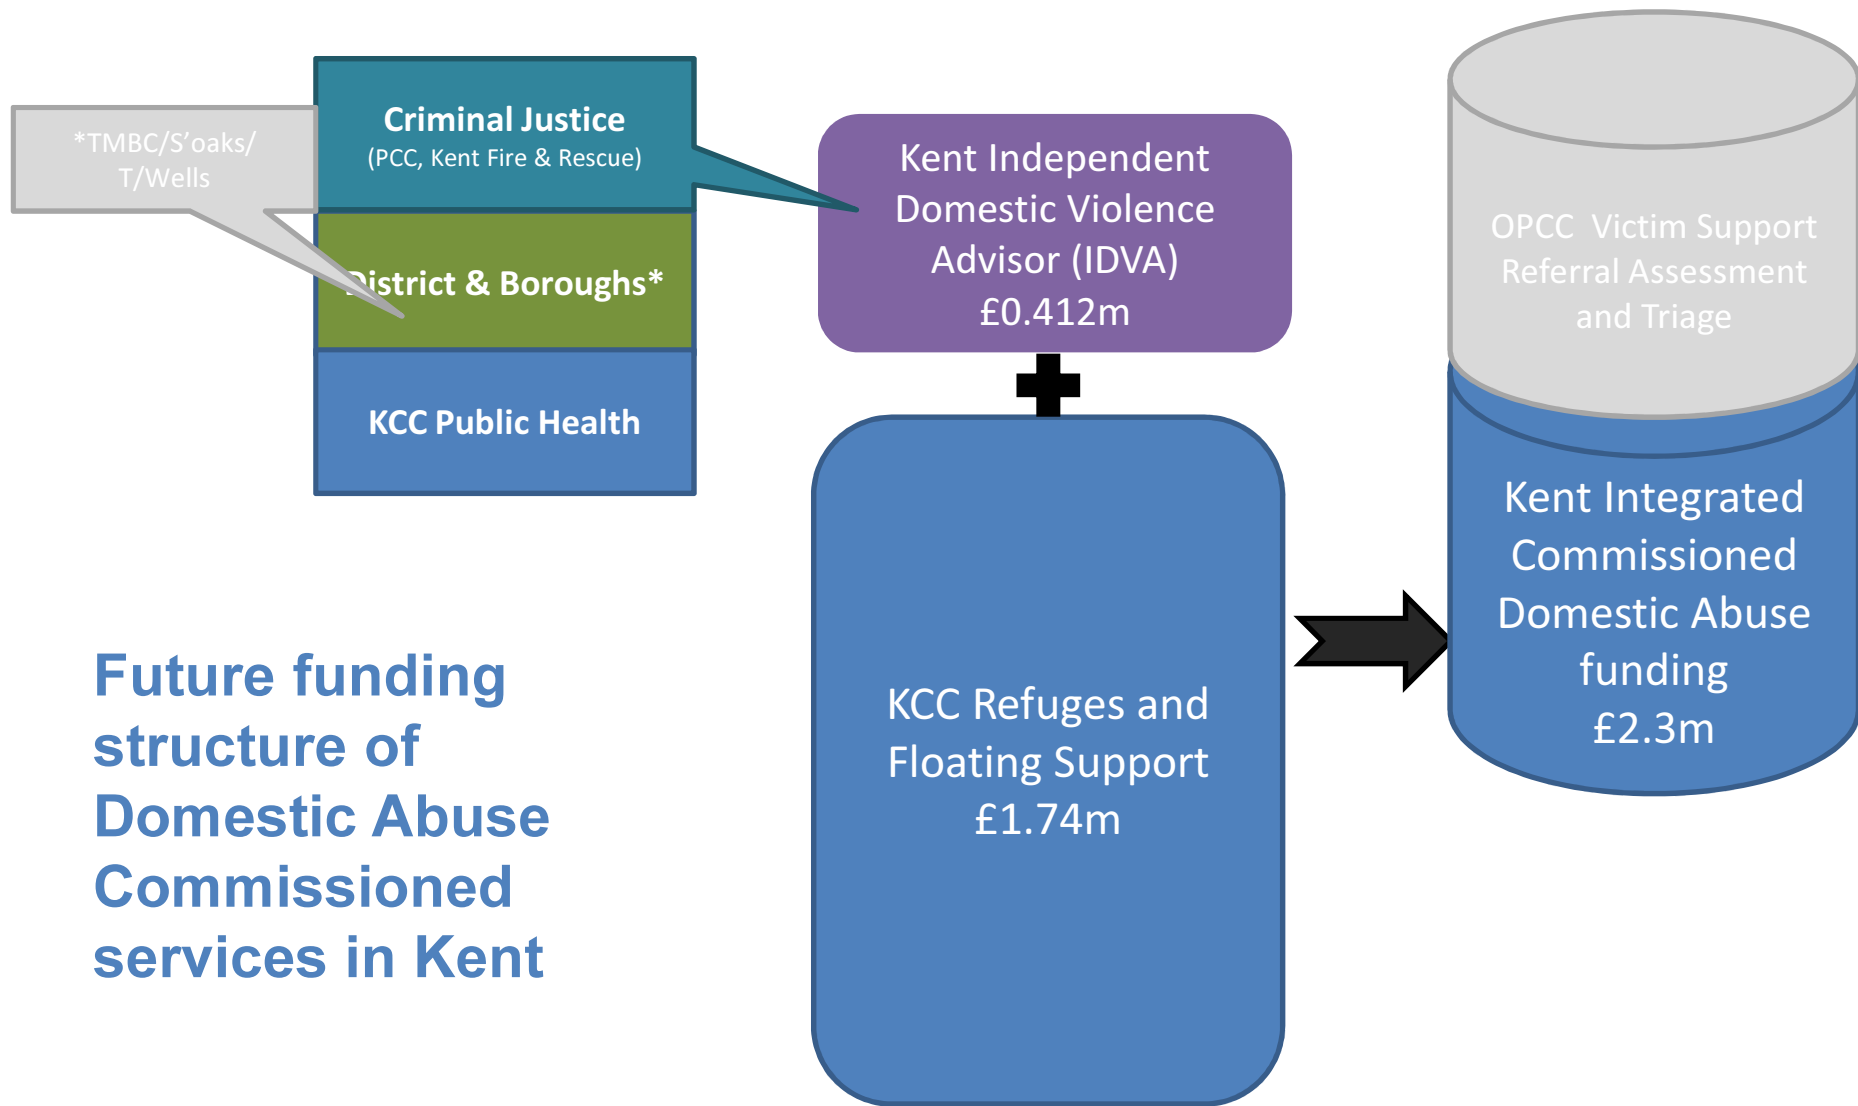 *TMBC/S'oaks/
T/Wells
Criminal Justice
(PCC, Kent Fire & Rescue)
District & Boroughs*
KCC Public Health
Kent Independent
Domestic Violence
Advisor (IDVA)
£0.412m
KCC Refuges and
Floating Support
£1.74m
OPCC  Victim Support
Referral Assessment
and Triage
Kent Integrated
Commissioned
Domestic Abuse
funding
£2.3m
Future funding
structure of
Domestic Abuse
Commissioned
services in Kent